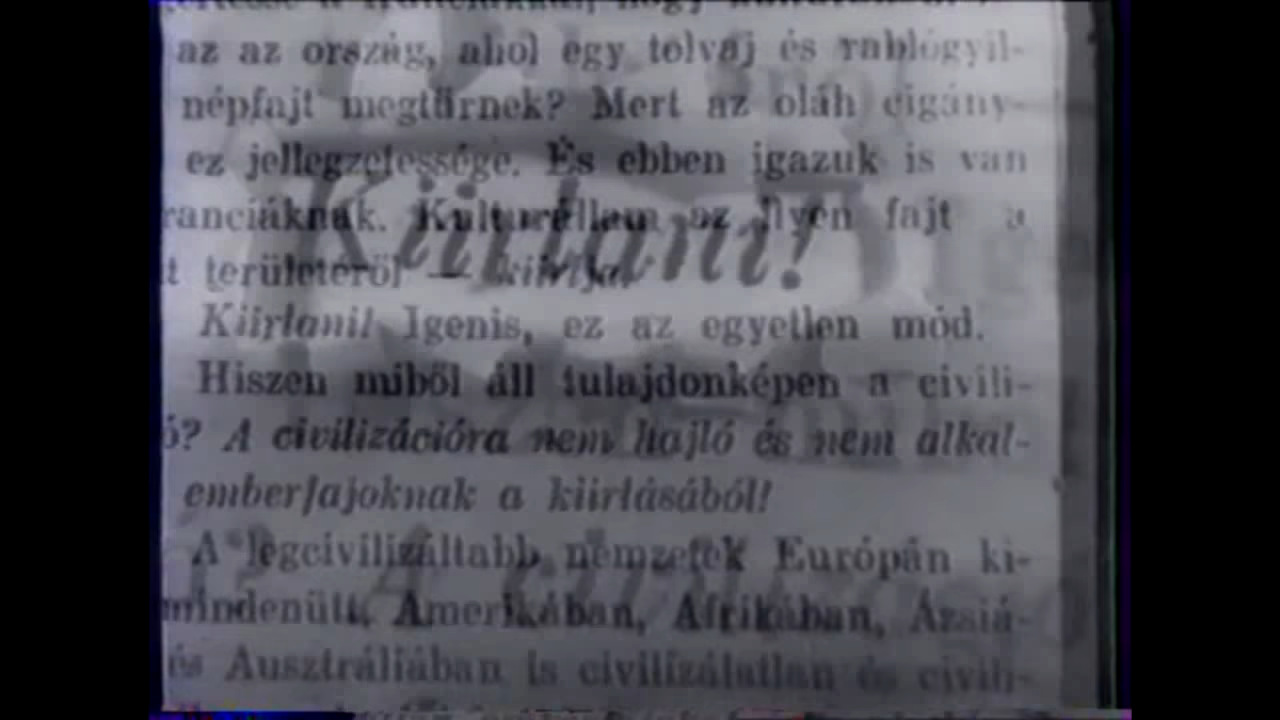 az az ország, ahol egy tolvaj és rablógyil-
népfajt megtürnek? Mert az oláh cigány-
ez jellegzetessége. És ebben igazuk is van
ranciáknak. Kulturállam az ilyen fajt a
t területéről — kiirtja.
Kiirtani! Igenis, ez az egyetlen mód.
Hiszen miből áll tulajdonképen a civili-
ó? A civilizációra nem hajló és nem alkal-
emberfajoknak a kiirtásából!
A legcivilizáltabb nemzetek Európán ki-
mindenütt, Amerikában, Afrikában, Ázsiá-
és Ausztráliában is civilizálatlan és civili-
Kiirtani!